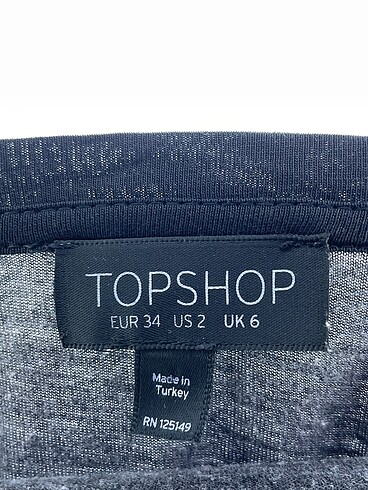 TOPSHOP
EUR 34 US 2 UK 6
Made in
Turkey
RN 125149